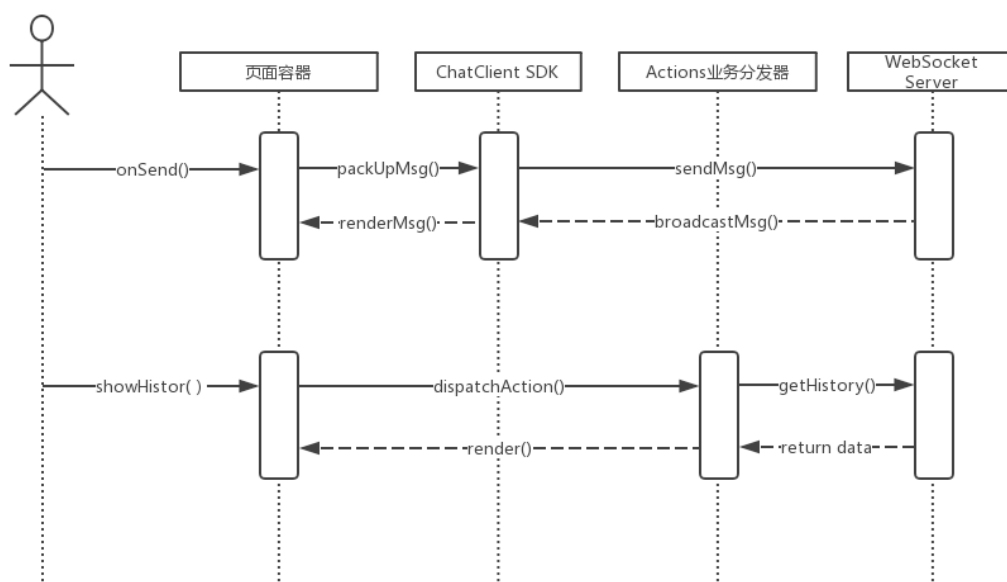 页面容器
ChatClient SDK
Actions业务分发器
WebSocket
Server
onSend()
packUpMsg()
sendMsg()
renderMsg()
broadcastMsg()
showHistor( )
dispatchAction()
getHistory()
render()
return data